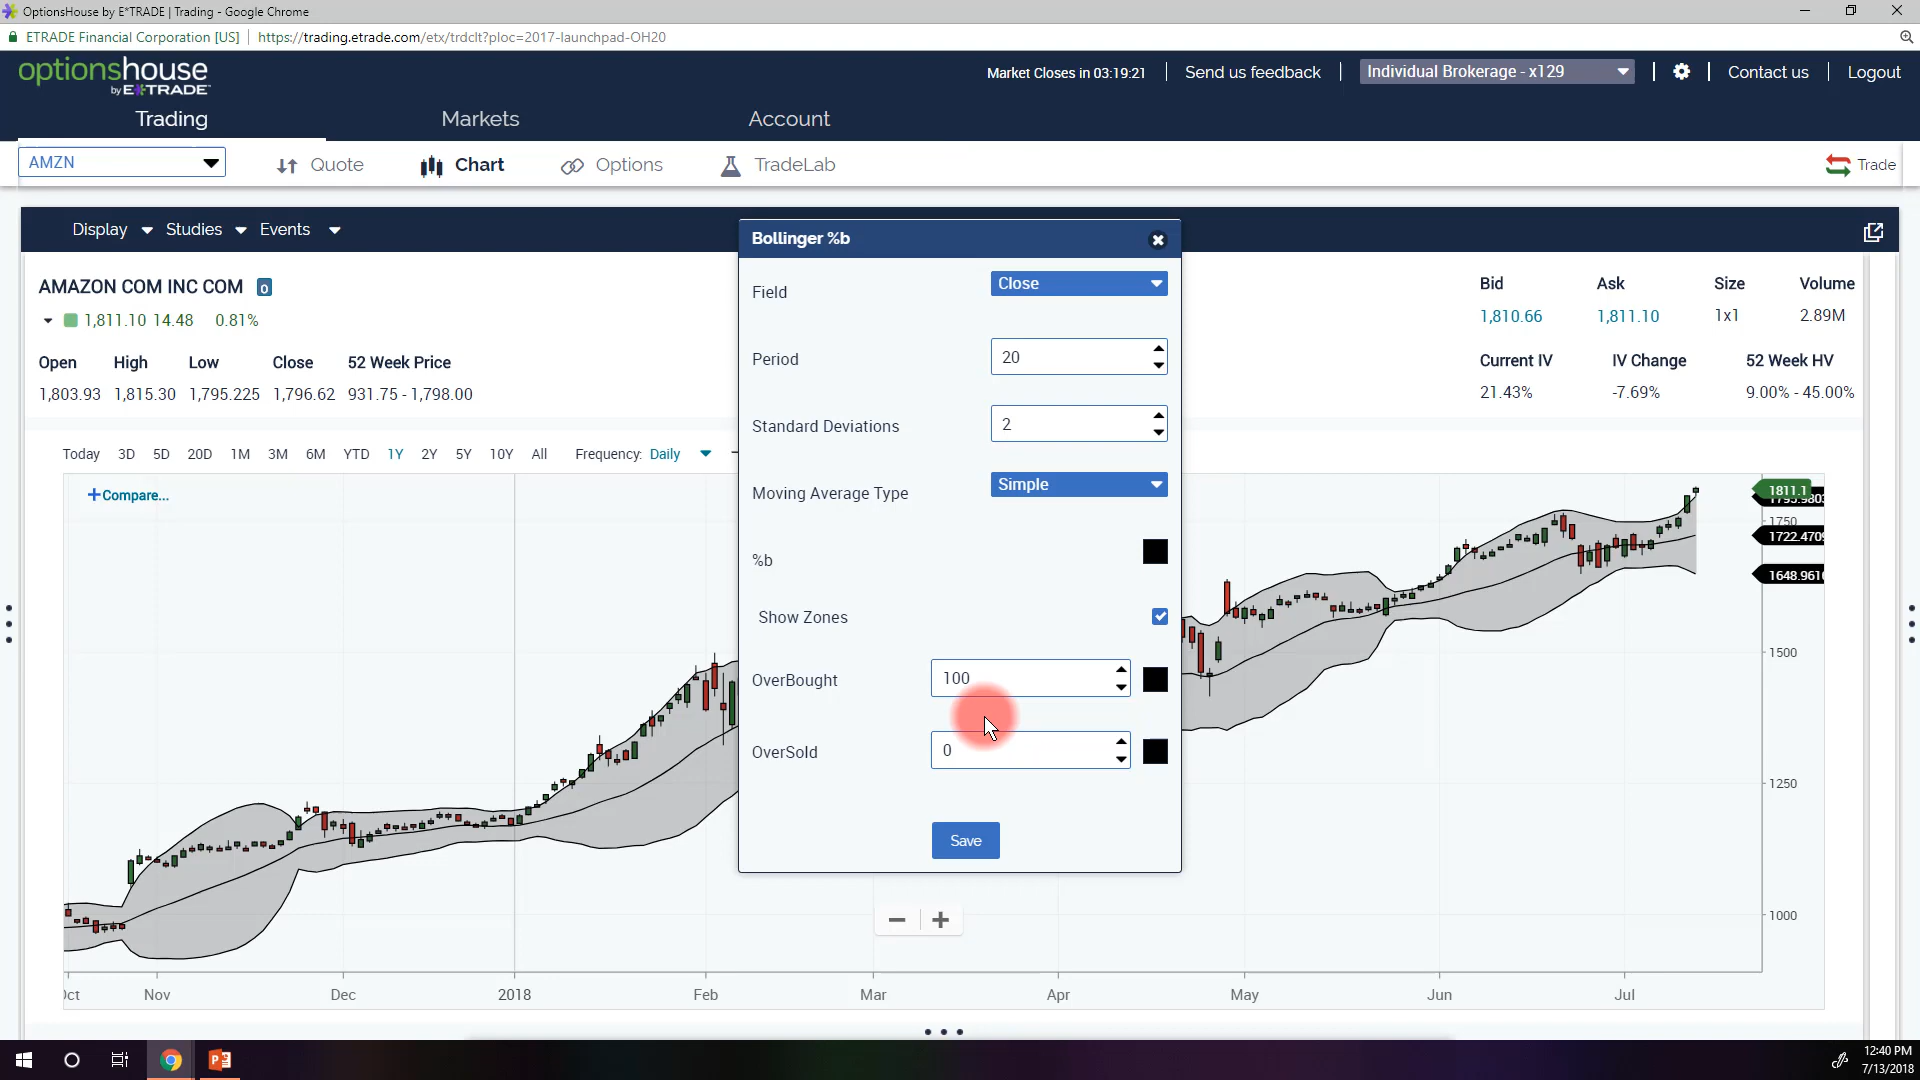 OptionsHouse by E*TRADE | Trading - Google Chrome
ETRADE Financial Corporation [US] | https://trading.etrade.com/etx/trdclt?ploc=2017-launchpad-OH20
optionshouse
by E*TRADE
Market Closes in 03:19:21
Send us feedback
Individual Brokerage - x129
Contact us
Logout
Trading
Markets
Account
AMZN
Quote
Chart
Options
TradeLab
Trade
Display
Studies
Events
AMAZON COM INC COM
1,811.10 14.48 0.81%
Open High Low Close 52 Week Price
1,803.93 1,815.30 1,795.225 1,796.62 931.75 - 1,798.00
Bid Ask Size Volume
1,810.66 1,811.10 1x1 2.89M
Current IV IV Change 52 Week HV
21.43% -7.69% 9.00% - 45.00%
Today 3D 5D 20D 1M 3M 6M YTD 1Y 2Y 5Y 10Y All Frequency: Daily
+Compare...
Bollinger %b
Field
Close
Period
20
Standard Deviations
2
Moving Average Type
Simple
%b
Show Zones
OverBought
100
OverSold
0
Save
1811.1
1750
1722.470
1648.961
1500
1250
1000
Nov Dec 2018 Feb Mar Apr May Jun Jul
12:40 PM
7/13/2018